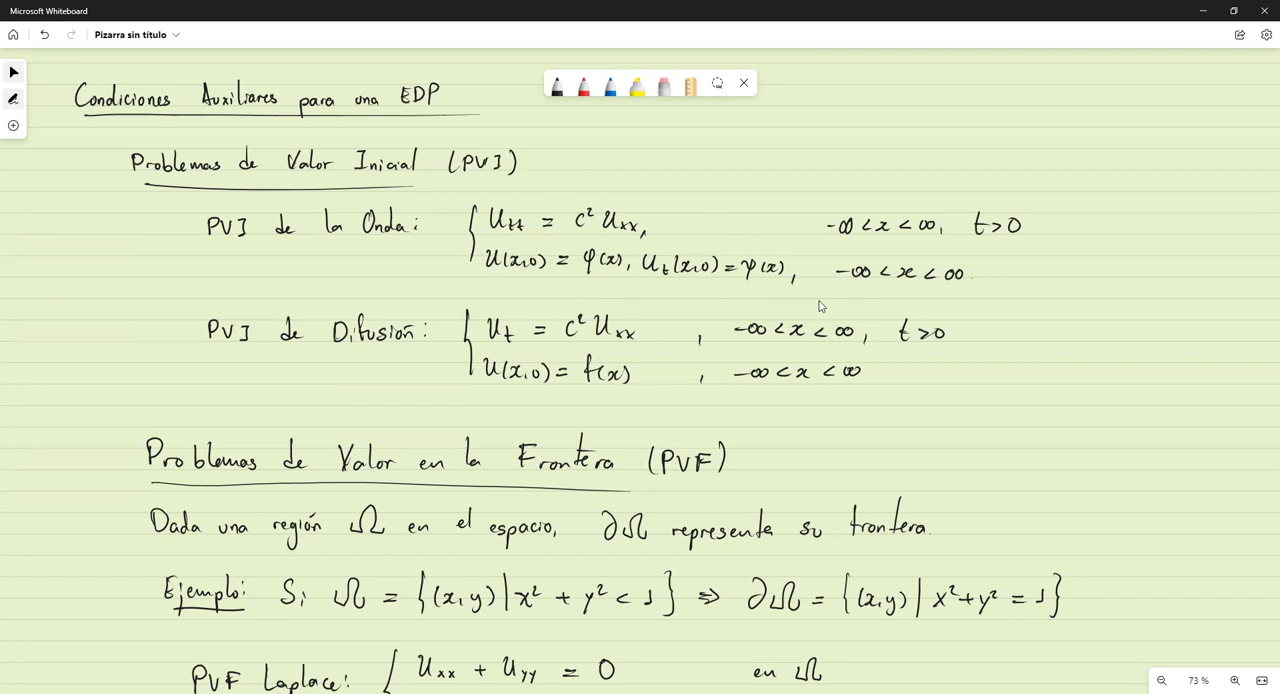 Microsoft Whiteboard
Pizarra sin título
Condiciones Auxiliares para una EDP
Problemas de Valor Inicial (PVI)
PVI de la Onda: { Utt = c² Uxx, -∞ < x < ∞, t > 0
U(x,0) = φ(x), Ut(x,0) = ψ(x), -∞ < x < ∞
PVI de Difusión: { Ut = c² Uxx , -∞ < x < ∞, t > 0
U(x,0) = f(x) , -∞ < x < ∞
Problemas de Valor en la Frontera (PVF)
Dada una región Ω en el espacio, ∂Ω representa su frontera.
Ejemplo: Si Ω = {(x,y) | x² + y² < 1} ⇒ ∂Ω = {(x,y) | x² + y² = 1}
PVF Laplace: { Uxx + Uyy = 0 en Ω
73 %